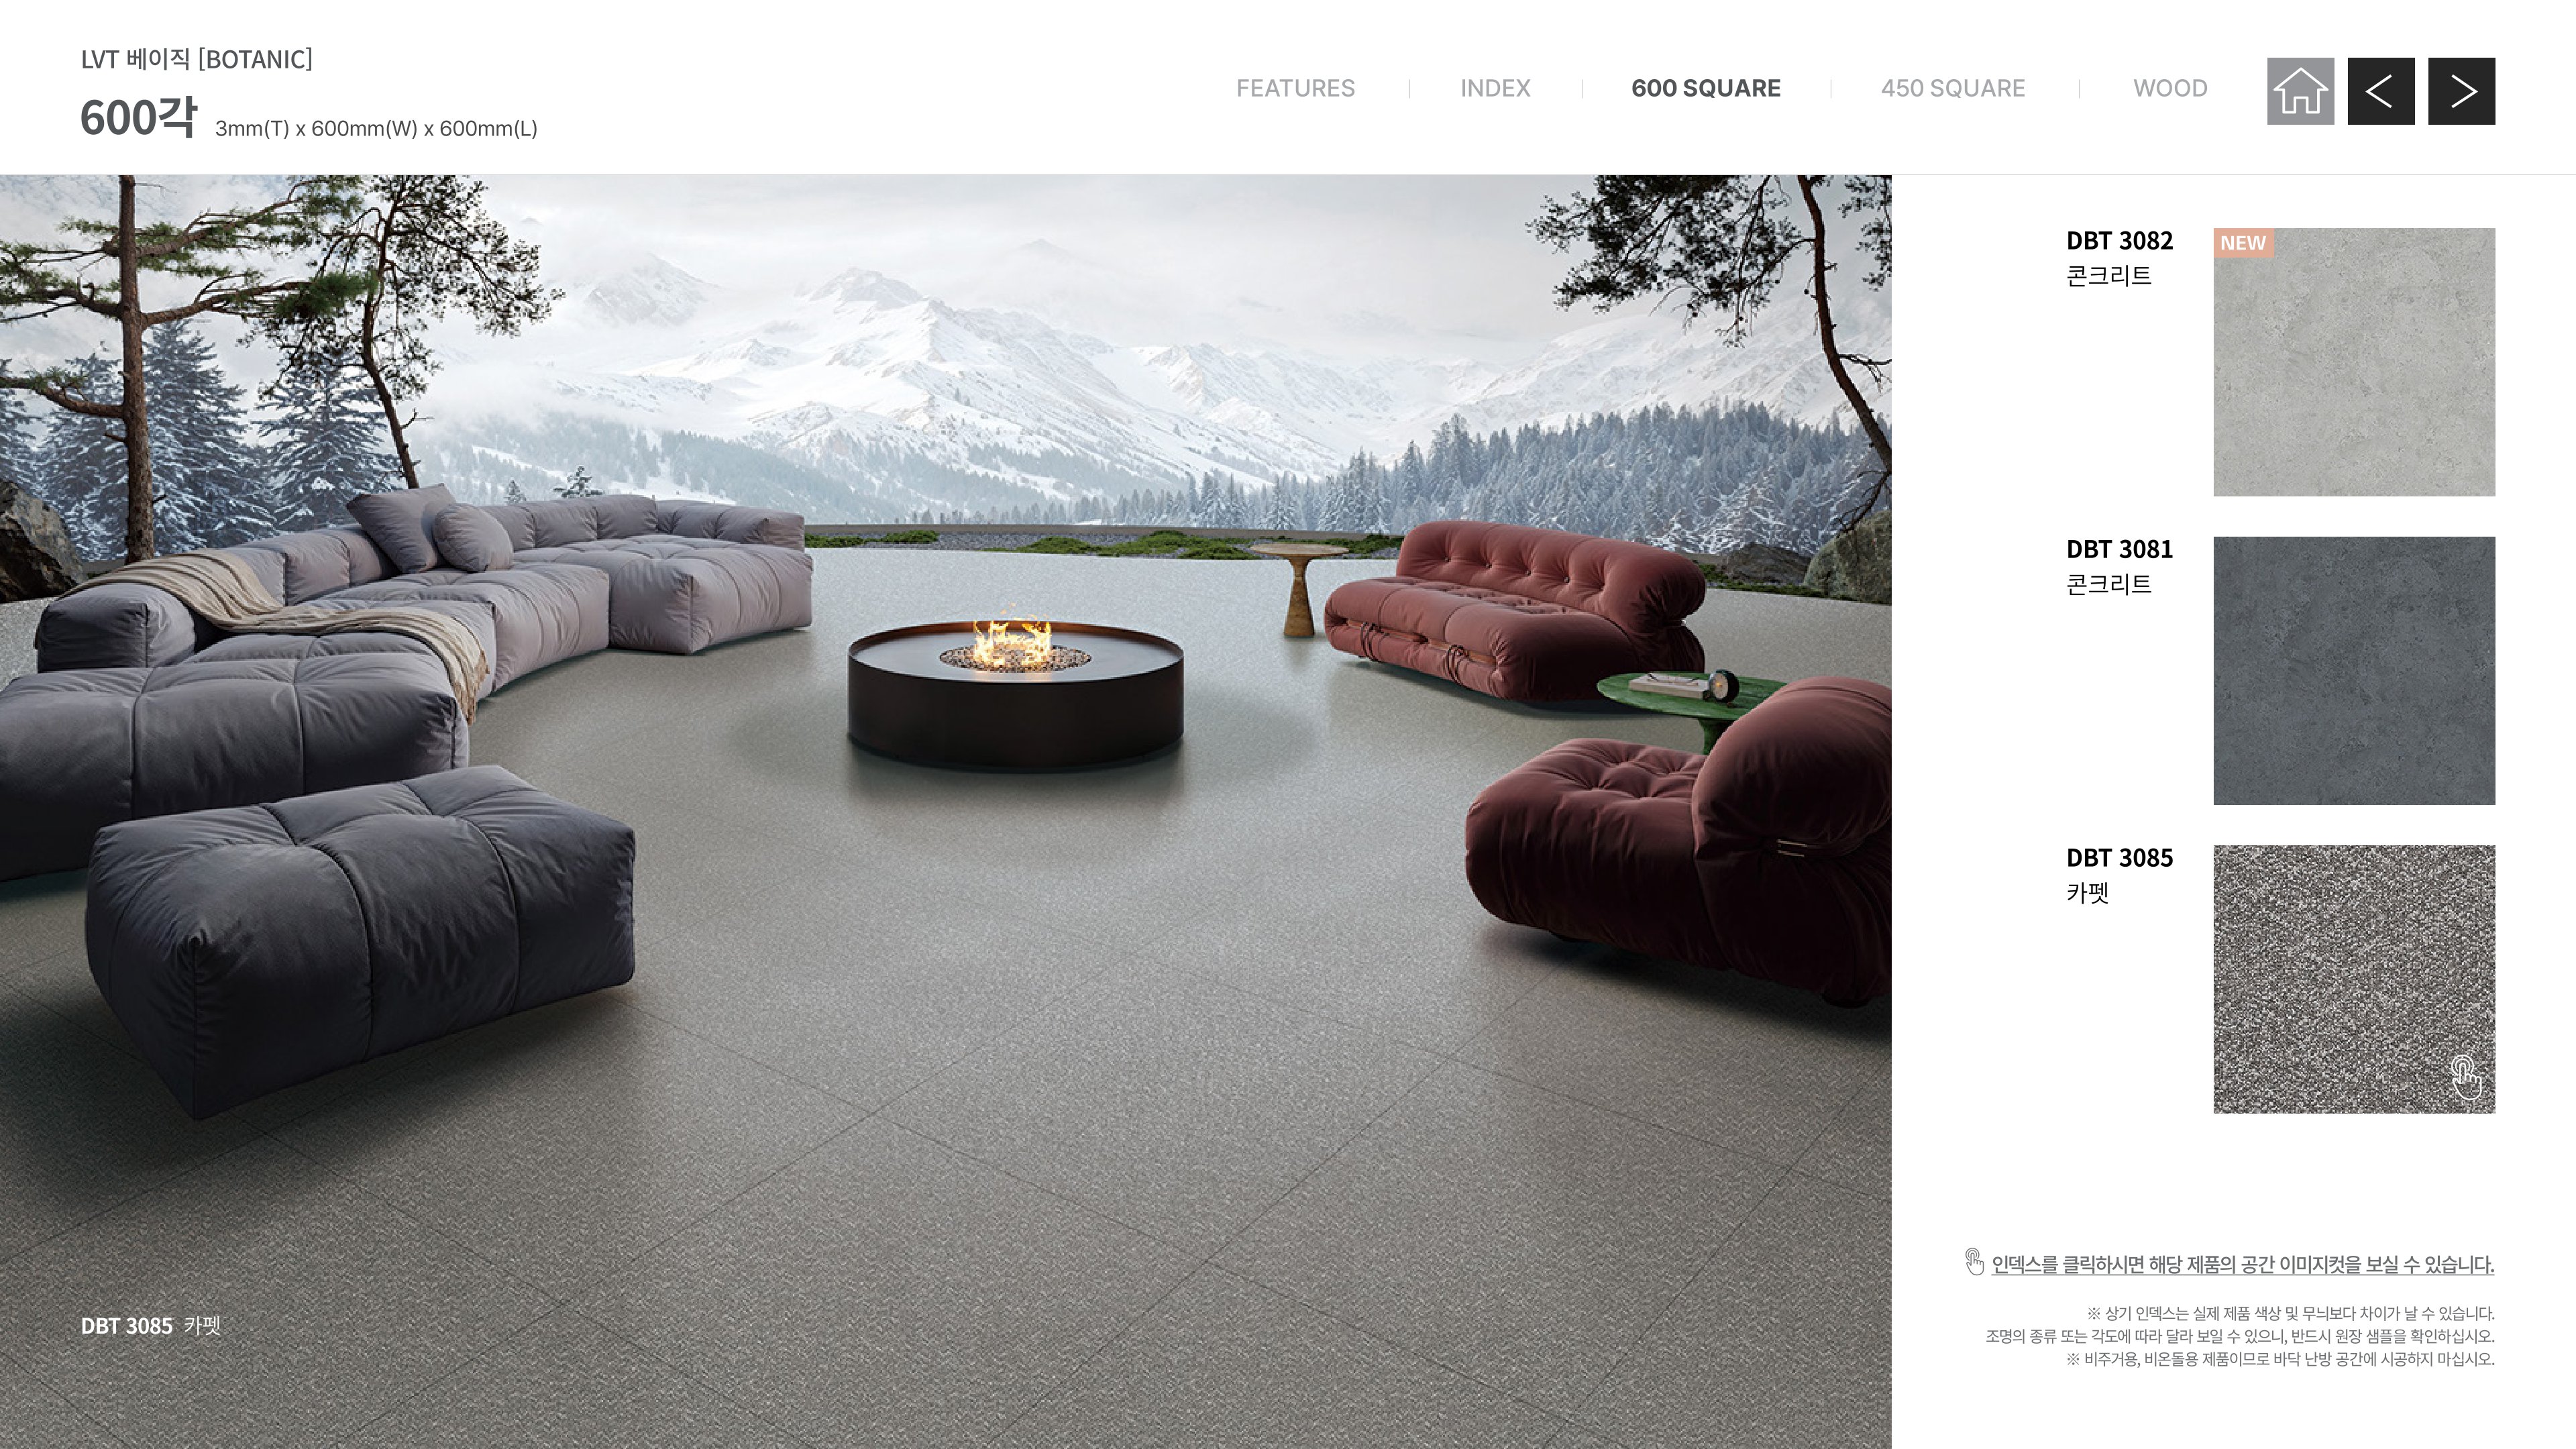 LVT 베이직 [BOTANIC]
600각 3mm(T) x 600mm(W) x 600mm(L)
FEATURES
INDEX
600 SQUARE
450 SQUARE
WOOD
DBT 3082
콘크리트
NEW
DBT 3081
콘크리트
DBT 3085
카펫
DBT 3085 카펫
인덱스를 클릭하시면 해당 제품의 공간 이미지컷을 보실 수 있습니다.
※ 상기 인덱스는 실제 제품 색상 및 무늬보다 차이가 날 수 있습니다.
조명의 종류 또는 각도에 따라 달라 보일 수 있으니, 반드시 원장 샘플을 확인하십시오.
※ 비주거용, 비온돌용 제품이므로 바닥 난방 공간에 시공하지 마십시오.